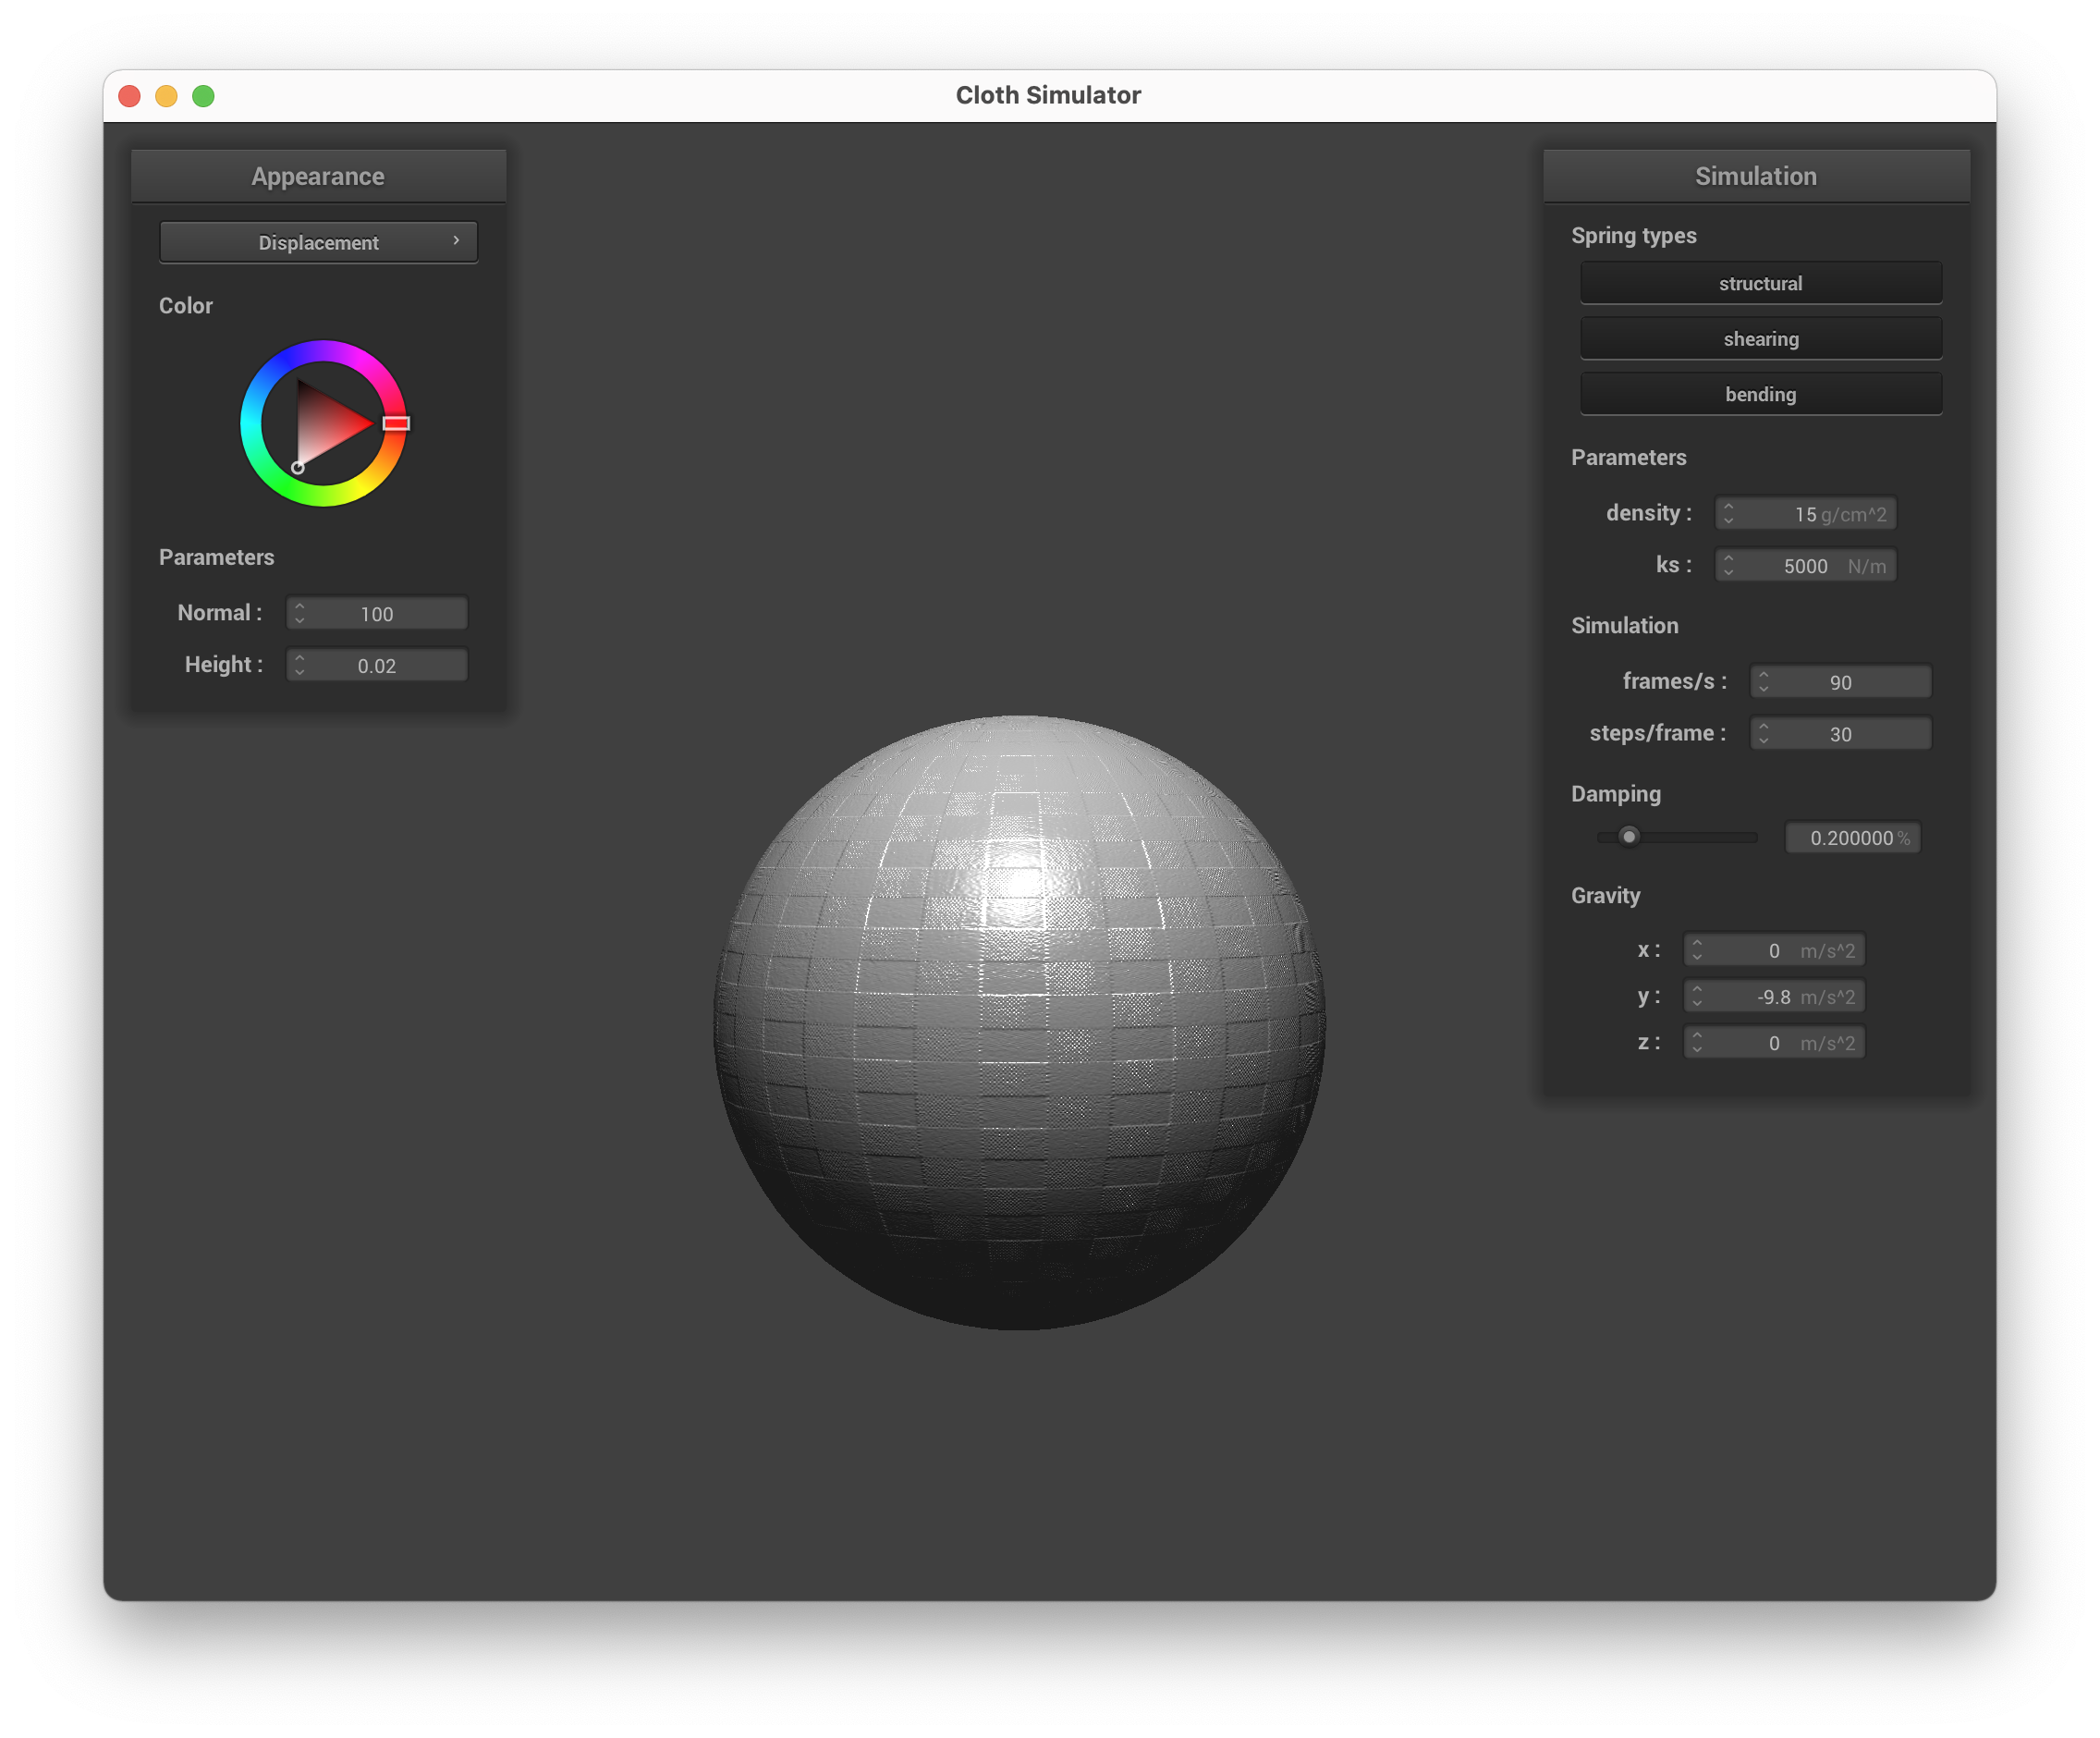 Cloth Simulator
Appearance
Displacement
Color
Parameters
Normal : 100
Height : 0.02
Simulation
Spring types
structural
shearing
bending
Parameters
density : 15 g/cm^2
ks : 5000 N/m
Simulation
frames/s : 90
steps/frame : 30
Damping
0.200000 %
Gravity
x : 0 m/s^2
y : -9.8 m/s^2
z : 0 m/s^2